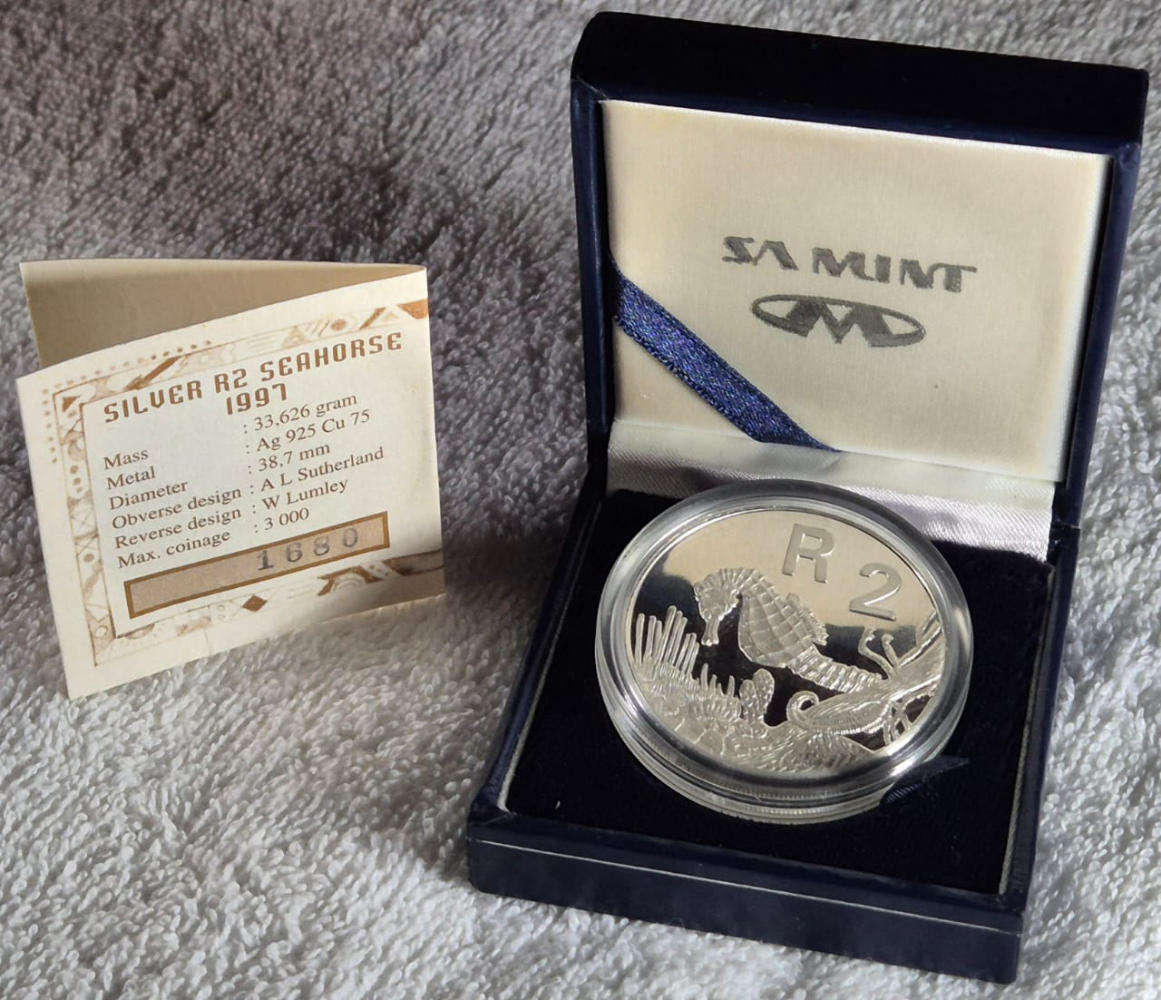 SILVER R2 SEAHORSE
1997
Mass : 33,626 gram
Metal : Ag 925 Cu 75
Diameter : 38,7 mm
Obverse design : A L Sutherland
Reverse design : W Lumley
Max. coinage : 3 000
1680
SA MINT
R 2